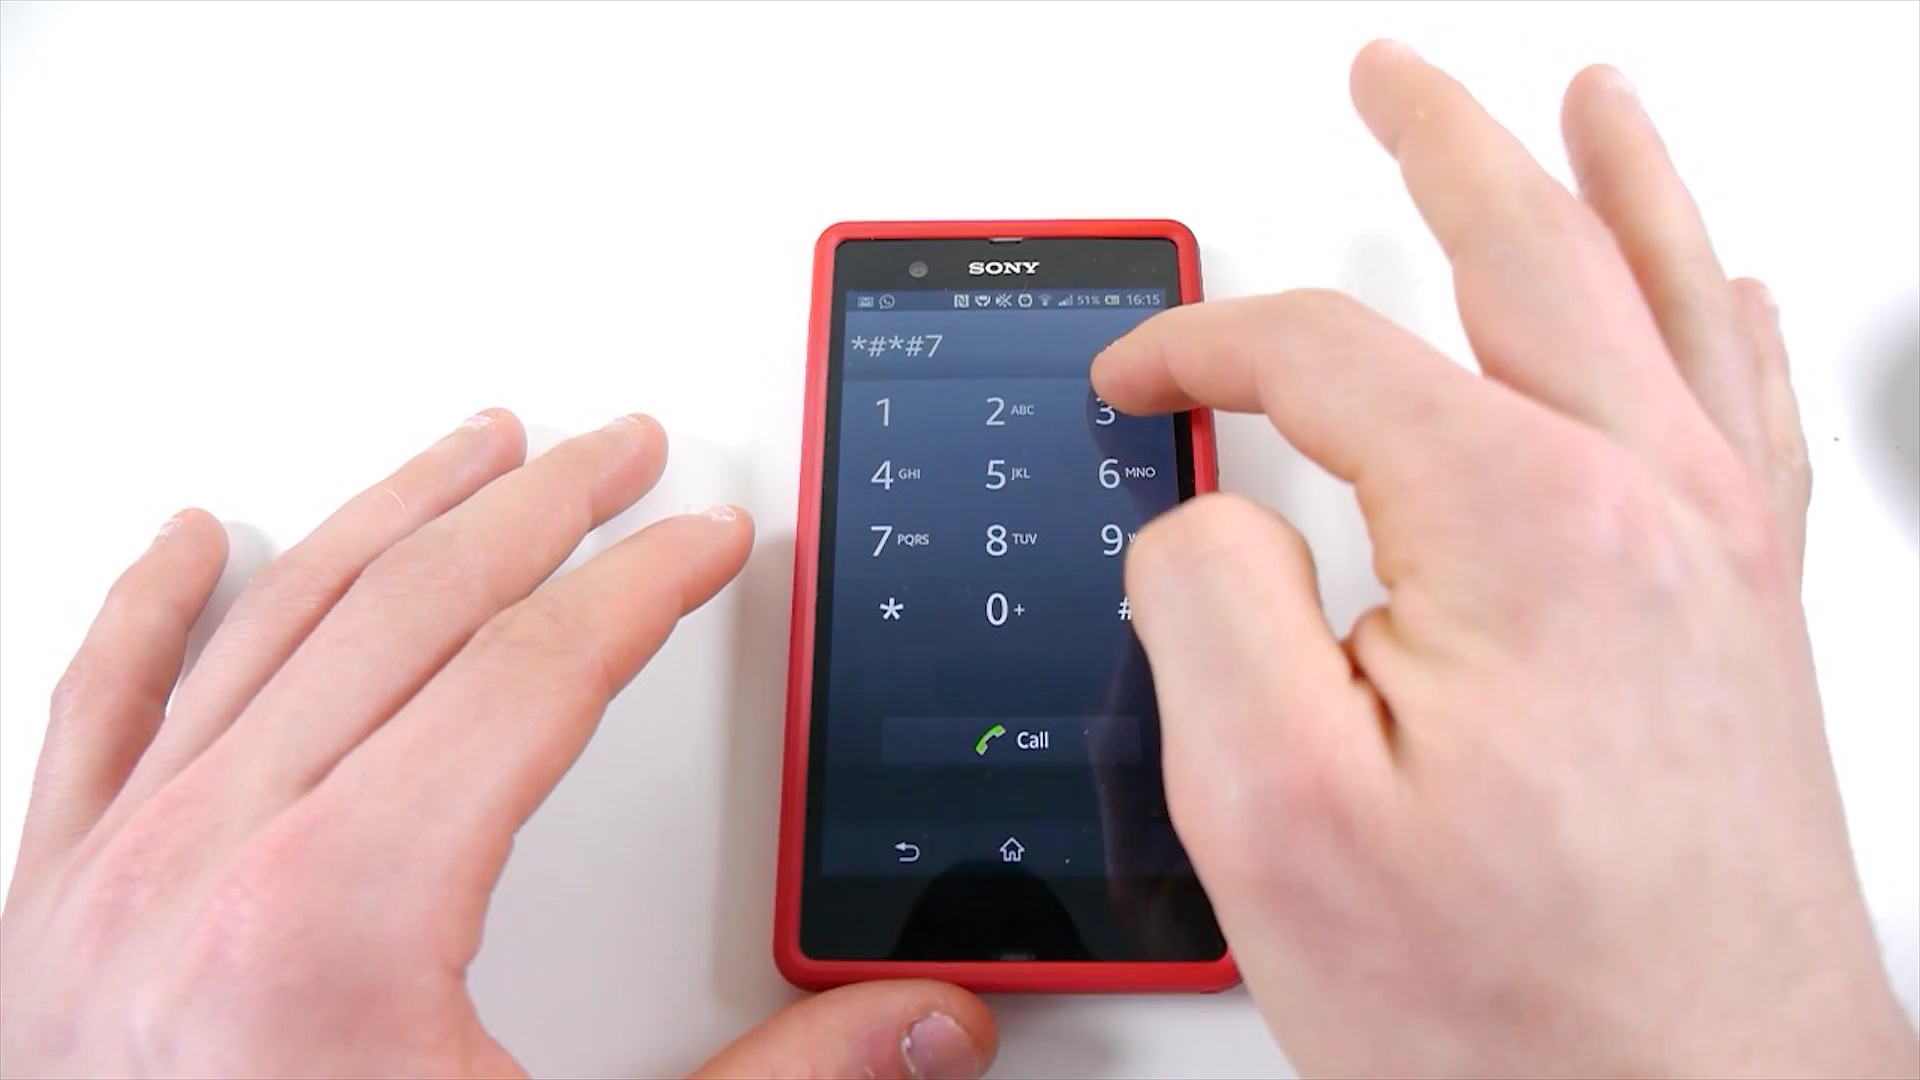 SONY
51% 16:15
*#*#7
1 2 ABC 3
4 GHI 5 JKL 6 MNO
7 PQRS 8 TUV 9
* 0 + #
Call